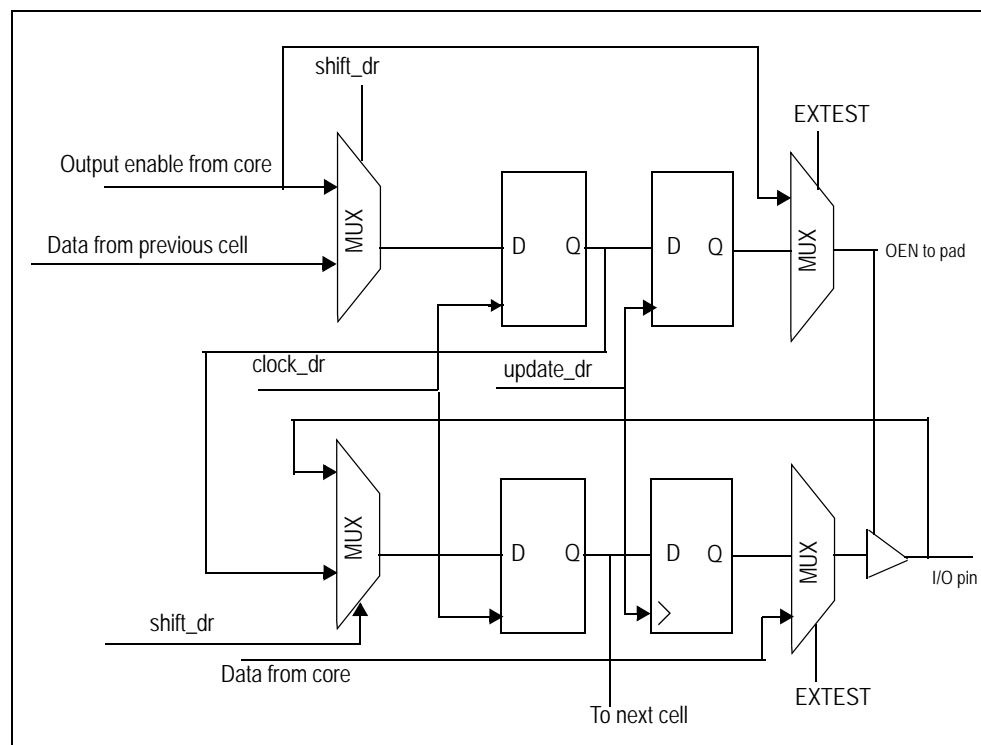 shift_dr
EXTEST
Output enable from core
MUX
D Q
D Q
MUX
Data from previous cell
OEN to pad
clock_dr
update_dr
MUX
D Q
D Q
MUX
I/O pin
shift_dr
Data from core
EXTEST
To next cell